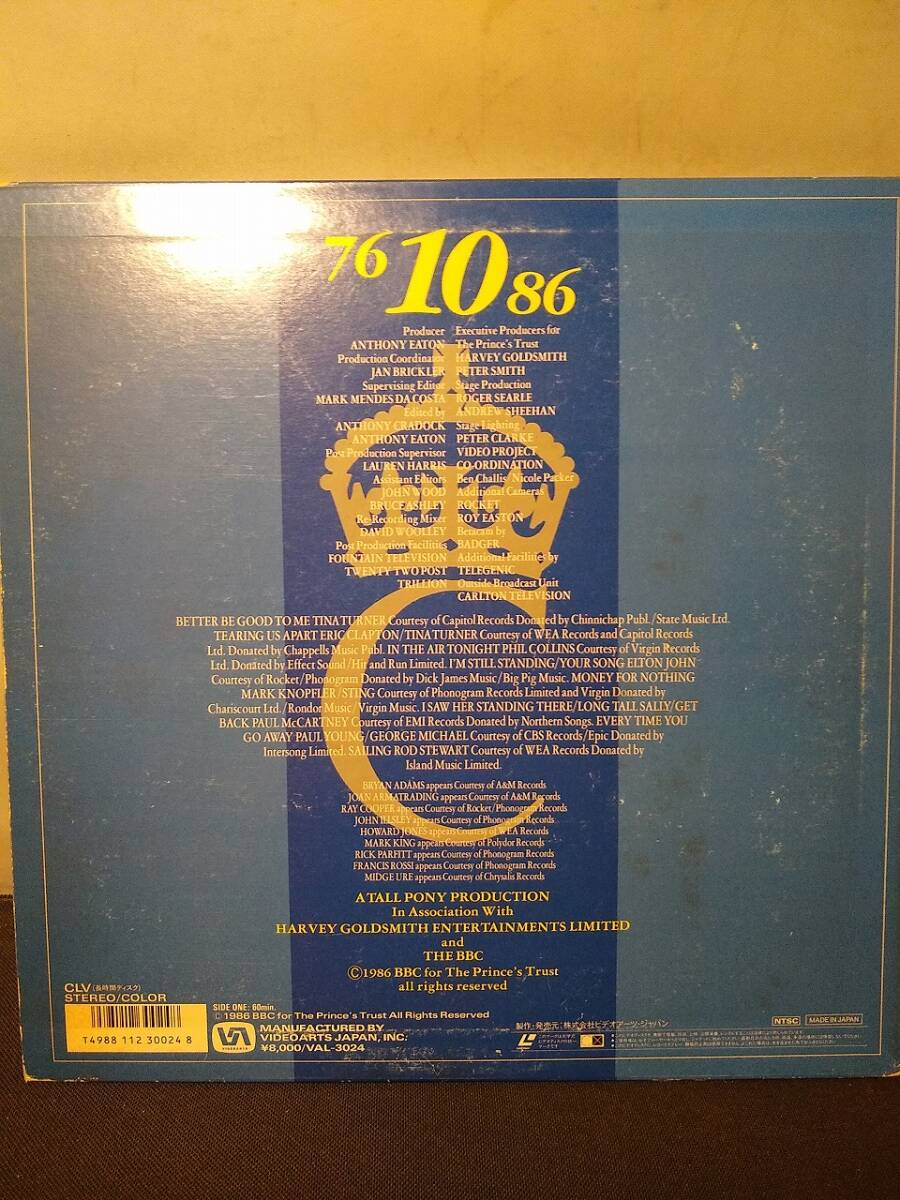 76 10 86
Producer
ANTHONY EATON
Production Coordinator
JAN BRICKLER
Supervising Editor
MARK MENDES DA COSTA
Edited by
ANTHONY CRADOCK
ANTHONY EATON
Post Production Supervisor
LAUREN HARRIS
Assistant Editors
JOHN WOOD
BRUCE ASHLEY
Re-Recording Mixer
DAVID WOOLLEY
Post Production Facilities
FOUNTAIN TELEVISION
TWENTY TWO POST
TRILLION
Executive Producers for
The Prince's Trust
HARVEY GOLDSMITH
PETER SMITH
Stage Production
ROGER SEARLE
ANDREW SHEEHAN
Stage Lighting
PETER CLARKE
VIDEO PROJECT
CO-ORDINATION
Ben Challis/Nicole Packer
Additional Cameras
ROCKET
ROY EASTON
Betacam by
BADGER
Additional Facilities by
TELEGENIC
Outside Broadcast Unit
CARLTON TELEVISION
BETTER BE GOOD TO ME TINA TURNER Courtesy of Capitol Records Donated by Chinnichap Publ./State Music Ltd.
TEARING US APART ERIC CLAPTON/TINA TURNER Courtesy of WEA Records and Capitol Records
Ltd. Donated by Chappells Music Publ. IN THE AIR TONIGHT PHIL COLLINS Courtesy of Virgin Records
Ltd. Donated by Effect Sound/Hit and Run Limited. I'M STILL STANDING/YOUR SONG ELTON JOHN
Courtesy of Rocket/Phonogram Donated by Dick James Music/Big Pig Music. MONEY FOR NOTHING
MARK KNOPFLER/STING Courtesy of Phonogram Records Limited and Virgin Donated by
Chariscourt Ltd./Rondor Music/Virgin Music. I SAW HER STANDING THERE/LONG TALL SALLY/GET
BACK PAUL McCARTNEY Courtesy of EMI Records Donated by Northern Songs. EVERY TIME YOU
GO AWAY PAUL YOUNG/GEORGE MICHAEL Courtesy of CBS Records/Epic Donated by
Intersong Limited. SAILING ROD STEWART Courtesy of WEA Records Donated by
Island Music Limited.
BRYAN ADAMS appears Courtesy of A&M Records
JOAN ARMATRADING appears Courtesy of A&M Records
RAY COOPER appears Courtesy of Rocket/Phonogram Records
JOHN ILLSLEY appears Courtesy of Phonogram Records
HOWARD JONES appears Courtesy of WEA Records
MARK KING appears Courtesy of Polydor Records
RICK PARFITT appears Courtesy of Phonogram Records
FRANCIS ROSSI appears Courtesy of Phonogram Records
MIDGE URE appears Courtesy of Chrysalis Records
A TALL PONY PRODUCTION
In Association With
HARVEY GOLDSMITH ENTERTAINMENTS LIMITED
and
THE BBC
©1986 BBC for The Prince's Trust
all rights reserved
CLV (長時間ディスク)
STEREO/COLOR
T4988 112 30024 8
SIDE ONE: 60min.
©1986 BBC for The Prince's Trust All Rights Reserved
MANUFACTURED BY
VIDEOARTS JAPAN, INC.
¥8,000/VAL-3024
VIDEOARTS
製作・発売元:株式会社ビデオアーツ・ジャパン
NTSC
MADE IN JAPAN